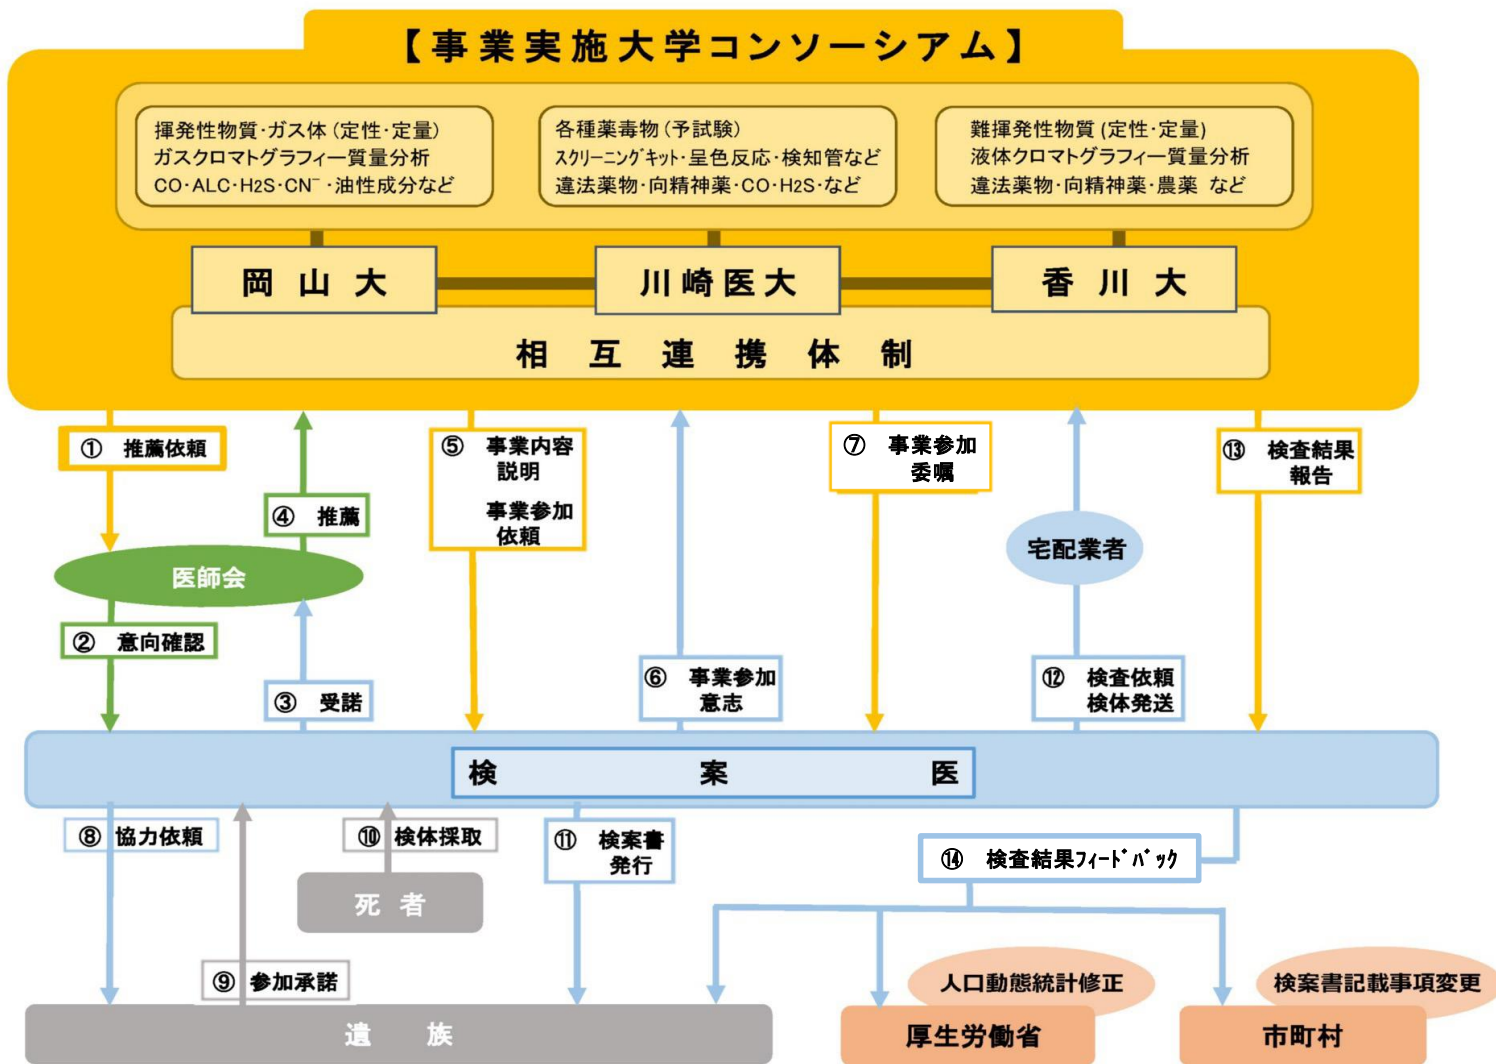 【事業実施大学コンソーシアム】
揮発性物質･ガス体(定性･定量)
ガスクロマトグラフィー質量分析
CO･ALC･H2S･CN⁻･油性成分など
各種薬毒物(予試験)
ｽｸﾘｰﾆﾝｸﾞｷｯﾄ･呈色反応･検知管など
違法薬物･向精神薬･CO･H2S･など
難揮発性物質(定性･定量)
液体クロマトグラフィー質量分析
違法薬物･向精神薬･農薬 など
岡山大
川崎医大
香川大
相互連携体制
① 推薦依頼
④ 推薦
⑤ 事業内容
説明
事業参加
依頼
⑦ 事業参加
委嘱
⑬ 検査結果
報告
医師会
宅配業者
② 意向確認
③ 受諾
⑥ 事業参加
意志
⑫ 検査依頼
検体発送
検案医
⑧ 協力依頼
⑩ 検体採取
⑪ 検案書
発行
⑭ 検査結果ﾌｨｰﾄﾞﾊﾞｯｸ
死者
⑨ 参加承諾
人口動態統計修正
検案書記載事項変更
遺族
厚生労働省
市町村